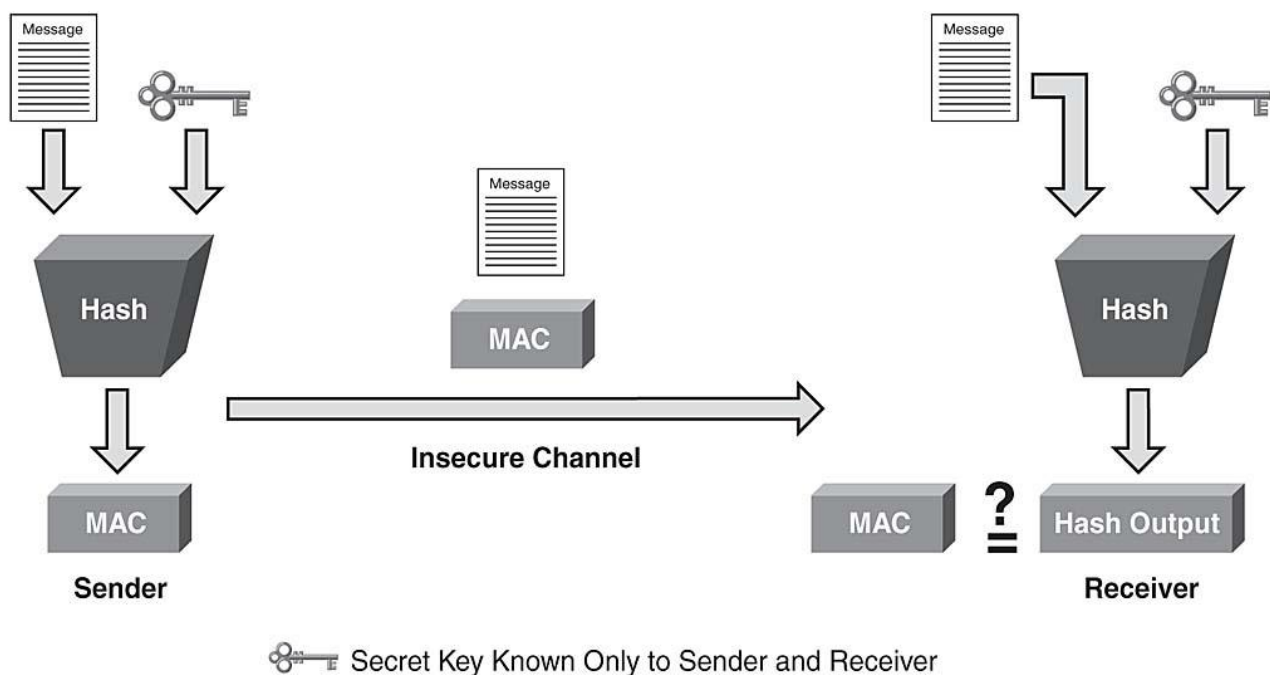 Message
Message
Message
Hash
Hash
MAC
Insecure Channel
MAC
MAC
?
=
Hash Output
Sender
Receiver
Secret Key Known Only to Sender and Receiver